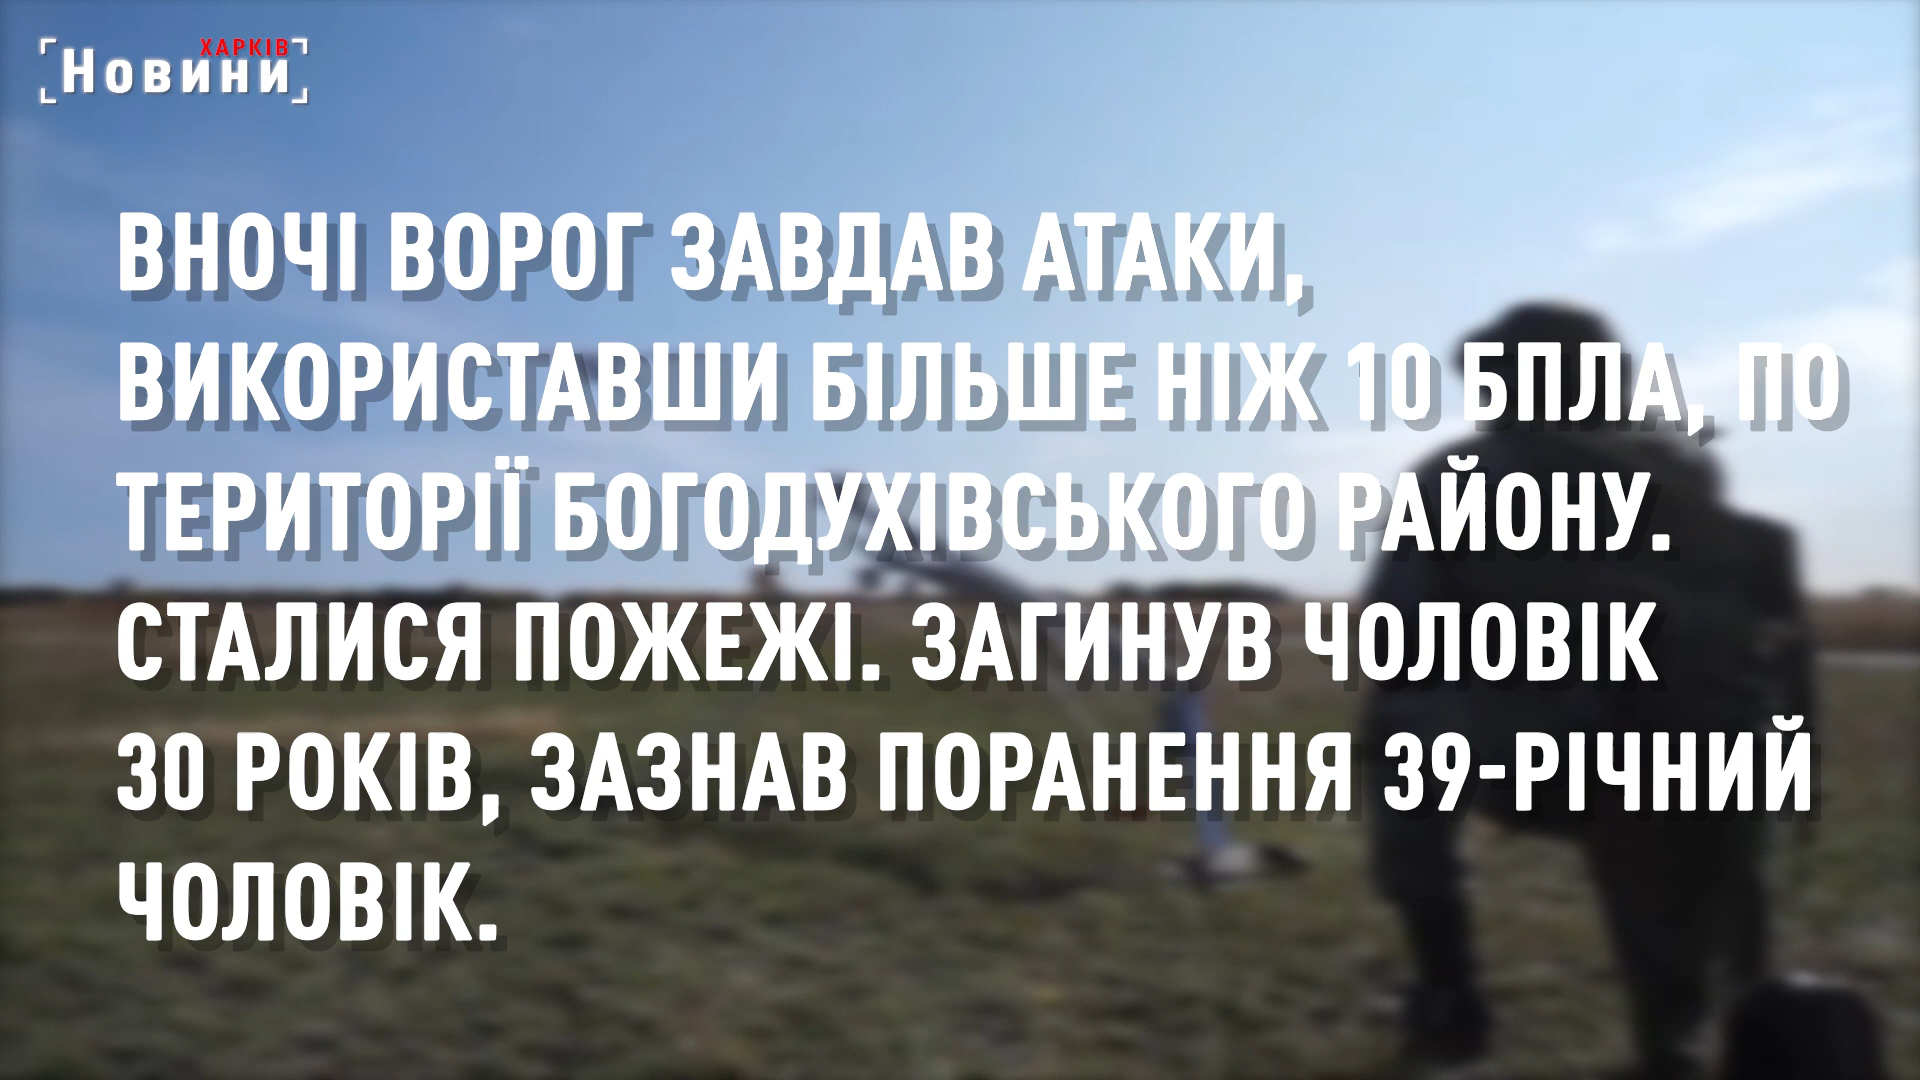 ХАРКІВ
Новини
ВНОЧІ ВОРОГ ЗАВДАВ АТАКИ,
ВИКОРИСТАВШИ БІЛЬШЕ НІЖ 10 БПЛА, ПО
ТЕРИТОРІЇ БОГОДУХІВСЬКОГО РАЙОНУ.
СТАЛИСЯ ПОЖЕЖІ. ЗАГИНУВ ЧОЛОВІК
30 РОКІВ, ЗАЗНАВ ПОРАНЕННЯ 39-РІЧНИЙ
ЧОЛОВІК.